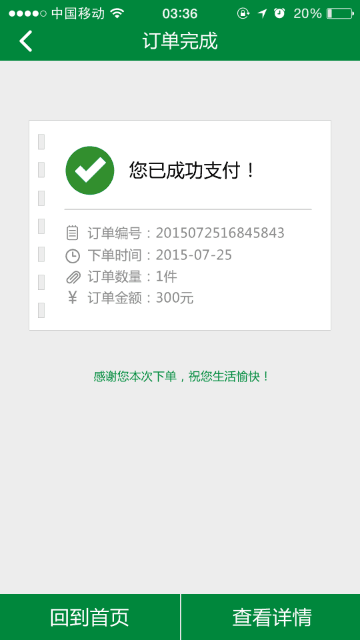 中国移动 03:36 20%
订单完成
您已成功支付！
订单编号：2015072516845843
下单时间：2015-07-25
订单数量：1件
¥ 订单金额：300元
感谢您本次下单，祝您生活愉快！
回到首页 查看详情